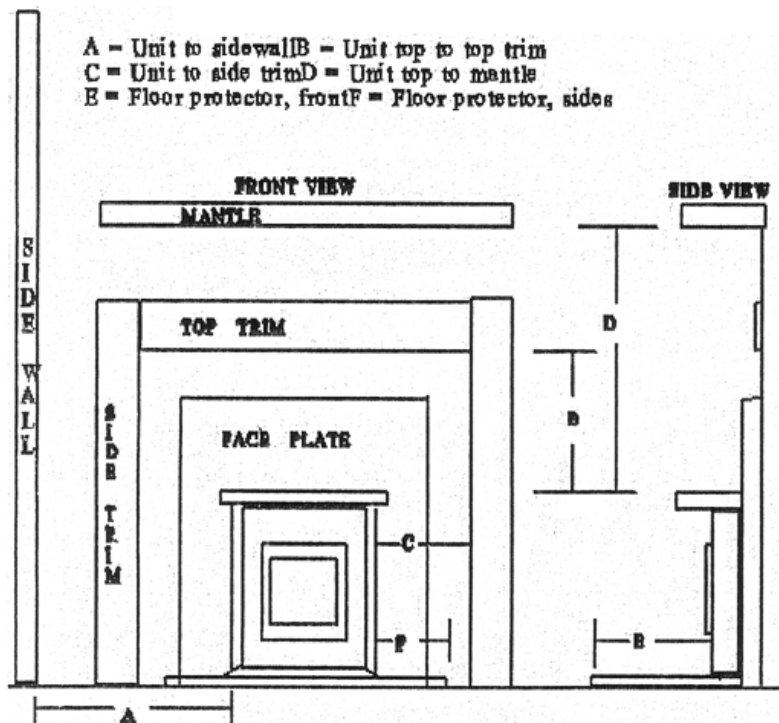 A = Unit to sidewallB = Unit top to top trim
C = Unit to side trimD = Unit top to mantle
E = Floor protector, frontF = Floor protector, sides
FRONT VIEW
SIDE VIEW
MANTLE
SIDE WALL
TOP TRIM
D
SIDE TRIM
FACE PLATE
B
C
F
E
A